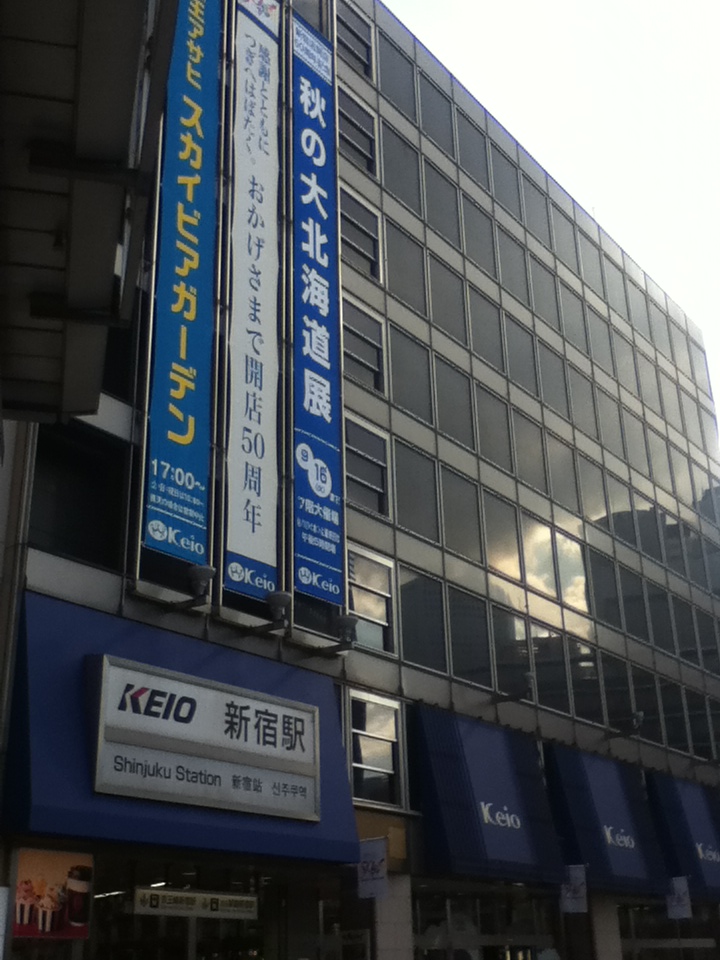 アサヒ スカイビアガーデン
17:00~
Keio
感謝とともに
つぎへはばたく。
おかげさまで開店50周年
Keio
秋の大北海道展
9 16
7階大催場
Keio
KEIO 新宿駅
Shinjuku Station 新宿站 신주쿠역
Keio
Keio
Keio